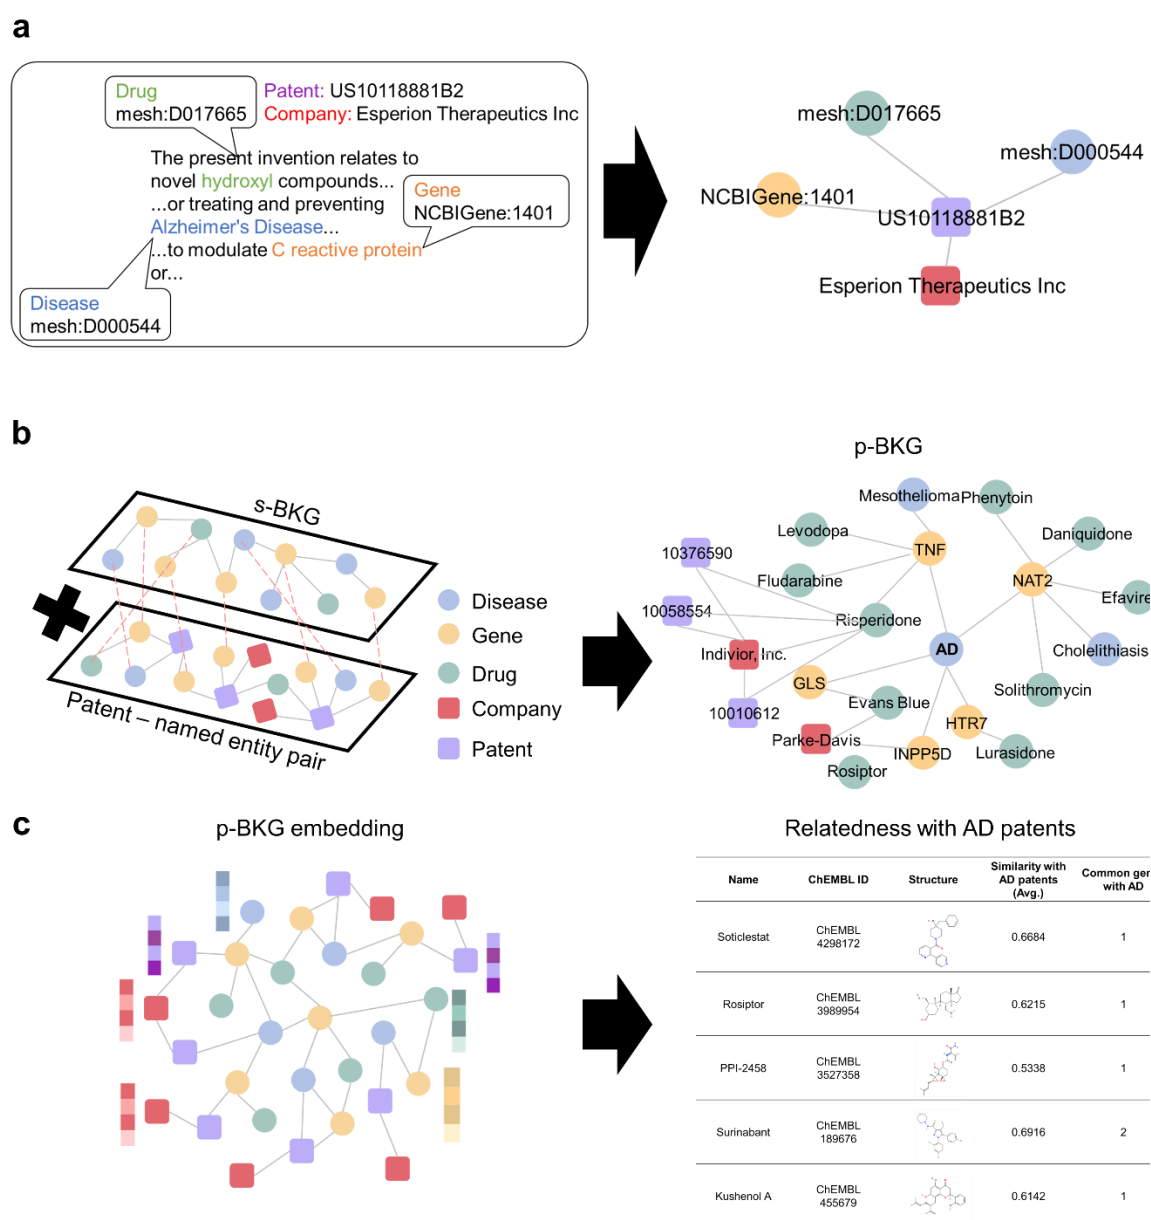 a
Drug
mesh:D017665
Patent: US10118881B2
Company: Esperion Therapeutics Inc
The present invention relates to
novel hydroxyl compounds...
...or treating and preventing
Alzheimer's Disease...
...to modulate C reactive protein
or...
Gene
NCBIGene:1401
Disease
mesh:D000544
mesh:D017665
mesh:D000544
NCBIGene:1401
US10118881B2
Esperion Therapeutics Inc
b
s-BKG
Patent – named entity pair
Disease
Gene
Drug
Company
Patent
p-BKG
Mesothelioma
Phenytoin
Levodopa
Daniquidone
TNF
10376590
NAT2
Fludarabine
Efavire
10058554
Risperidone
Indivior, Inc.
AD
Cholelithiasis
GLS
Solithromycin
Evans Blue
10010612
HTR7
Parke-Davis
INPP5D
Lurasidone
Rosiptor
c
p-BKG embedding
Relatedness with AD patents
Name ChEMBL ID Structure Similarity with AD patents (Avg.) Common gen with AD
Soticlestat ChEMBL 4298172 0.6684 1
Rosiptor ChEMBL 3989954 0.6215 1
PPI-2458 ChEMBL 3527358 0.5338 1
Surinabant ChEMBL 189676 0.6916 2
Kushenol A ChEMBL 455679 0.6142 1